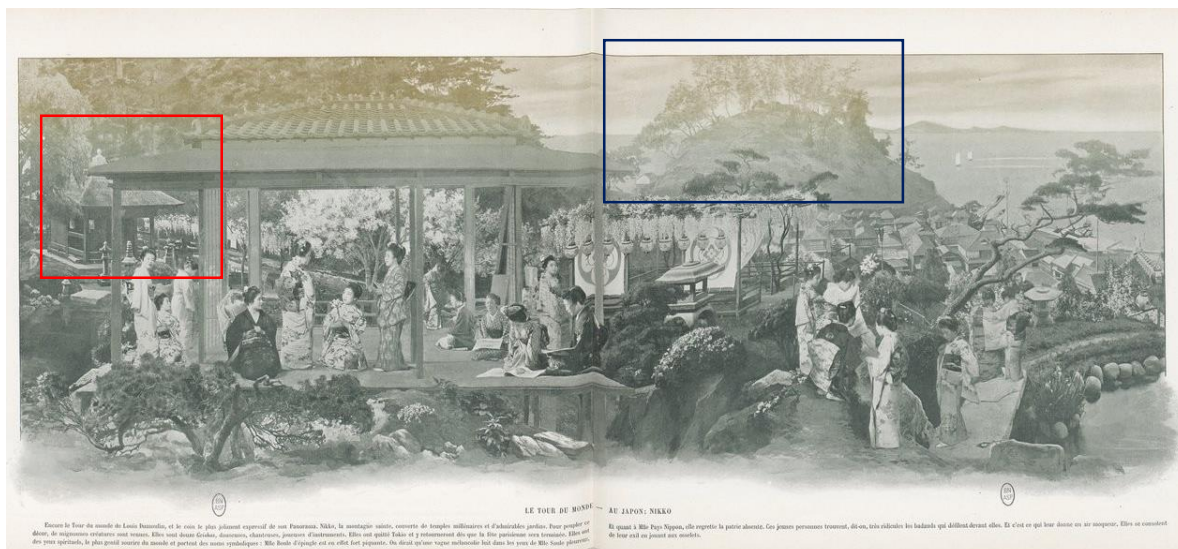 BN
ASP
BN
ASP
LE TOUR DU MONDE — AU JAPON; NIKKO
Encore le Tour du monde de Louis Dumoulin, et le coin le plus joliment expressif de son Panorama. Nikko, la montagne sainte, couverte de temples millénaires et d'admirables jardins. Pour peupler ce
décor, de mignonnes créatures sont venues. Elles sont douze Geishas, danseuses, chanteuses, joueuses d'instruments. Elles ont quitté Tokio et y retourneront dès que la fête parisienne sera terminée. Elles ont
des yeux spirituels, le plus gentil sourire du monde et portent des noms symboliques : Mlle Boule d'épingle est en effet fort piquante. On dirait qu'une vague mélancolie luit dans les yeux de Mlle Saule pleureur,
Et quant à Mlle Pays Nippon, elle regrette la patrie absente. Ces jeunes personnes trouvent, dit-on, très ridicules les badauds qui défilent devant elles. Et c'est ce qui leur donne un air moqueur. Elles se consolent
de leur exil en jouant aux osselets.